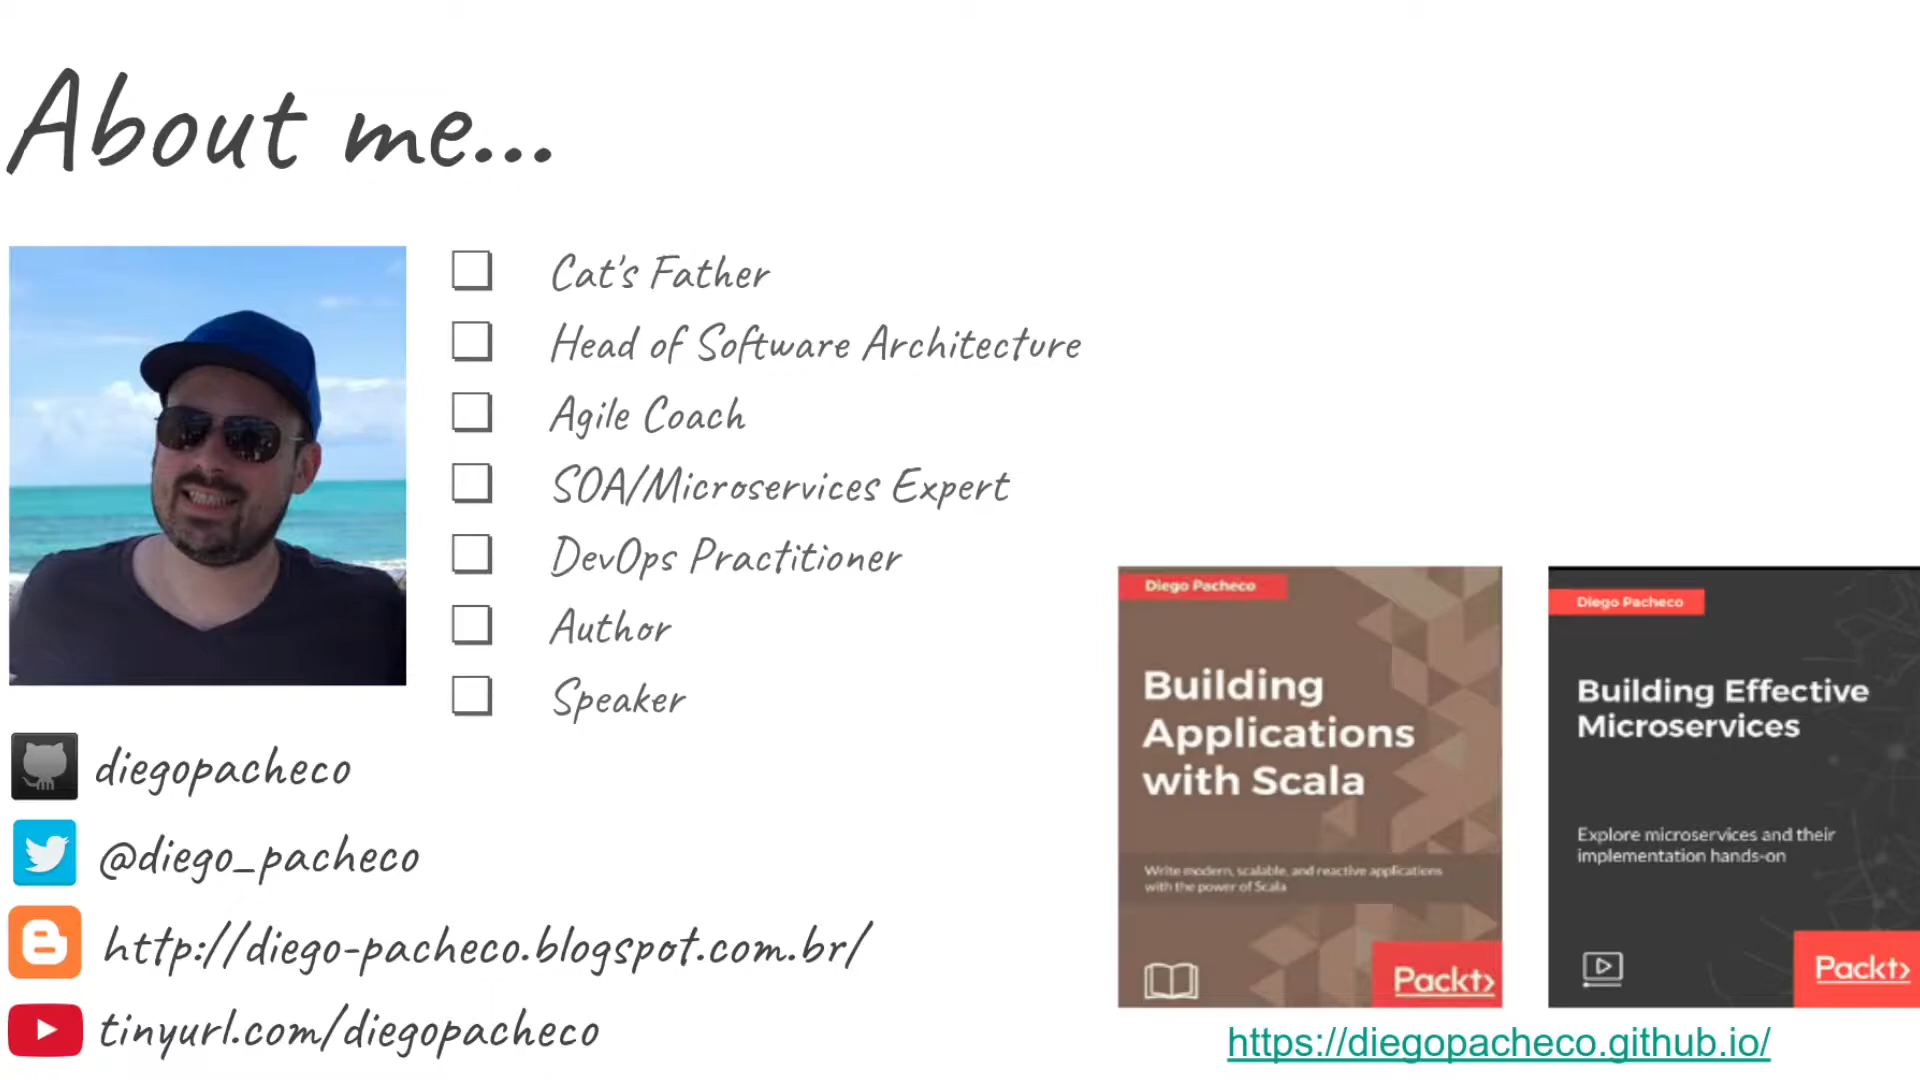 About me...
Cat's Father
Head of Software Architecture
Agile Coach
SOA/Microservices Expert
DevOps Practitioner
Author
Speaker
diegopacheco
@diego_pacheco
http://diego-pacheco.blogspot.com.br/
tinyurl.com/diegopacheco
Diego Pacheco
Building
Applications
with Scala
Write modern, scalable, and reactive applications
with the power of Scala
Packt>
Diego Pacheco
Building Effective
Microservices
Explore microservices and their
implementation hands-on
Packt>
https://diegopacheco.github.io/